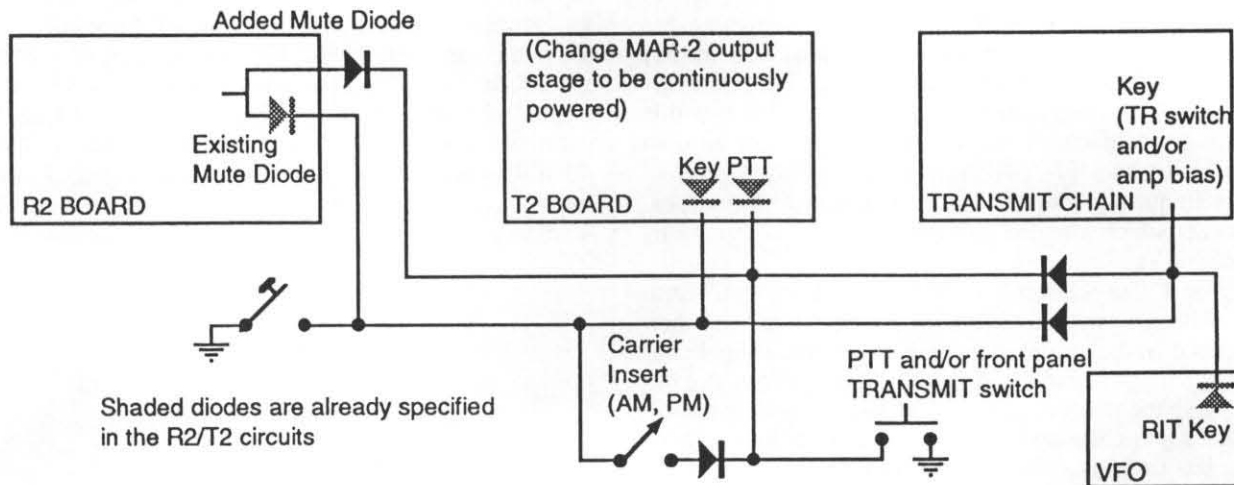 Added Mute Diode
Existing
Mute Diode
R2 BOARD
(Change MAR-2 output
stage to be continuously
powered)
Key PTT
T2 BOARD
Key
(TR switch
and/or
amp bias)
TRANSMIT CHAIN
Shaded diodes are already specified
in the R2/T2 circuits
Carrier
Insert
(AM, PM)
PTT and/or front panel
TRANSMIT switch
RIT Key
VFO